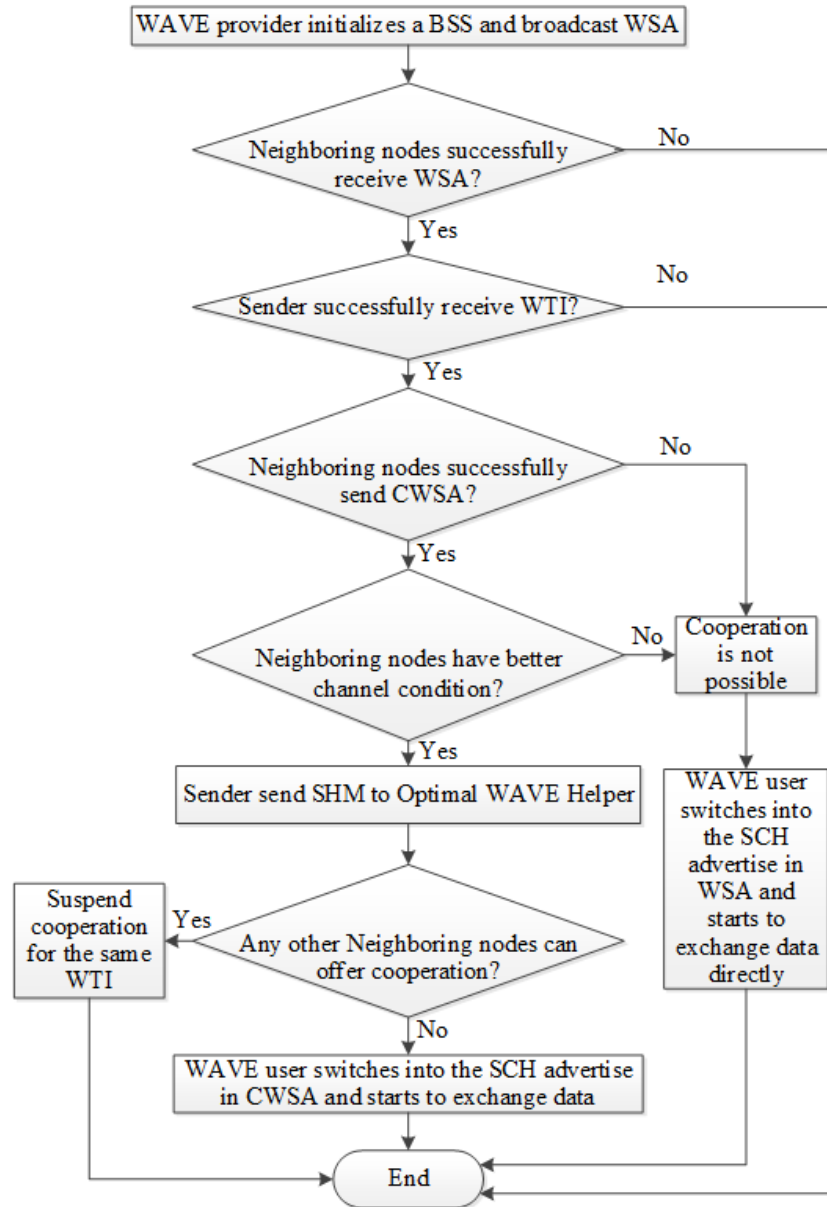 WAVE provider initializes a BSS and broadcast WSA
Neighboring nodes successfully
receive WSA?
No
Yes
Sender successfully receive WTI?
No
Yes
Neighboring nodes successfully
send CWSA?
No
Yes
Neighboring nodes have better
channel condition?
No
Cooperation
is not
possible
Yes
Sender send SHM to Optimal WAVE Helper
WAVE user
switches into
the SCH
advertise in
WSA and
starts to
exchange data
directly
Any other Neighboring nodes can
offer cooperation?
Yes
Suspend
cooperation
for the same
WTI
No
WAVE user switches into the SCH advertise
in CWSA and starts to exchange data
End